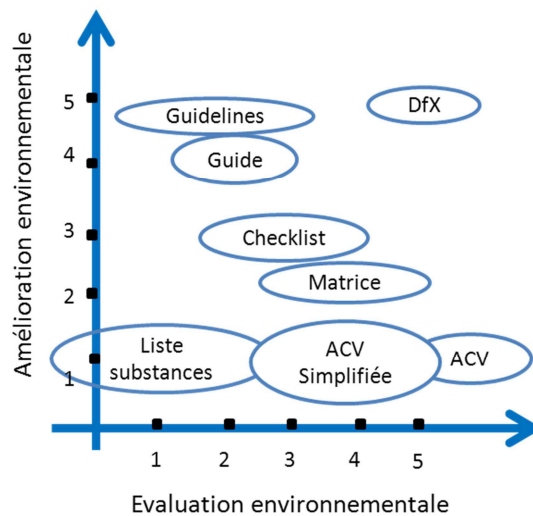 Amélioration environnementale
5
4
3
2
1
Guidelines
DfX
Guide
Checklist
Matrice
Liste
substances
ACV
Simplifiée
ACV
1
2
3
4
5
Evaluation environnementale